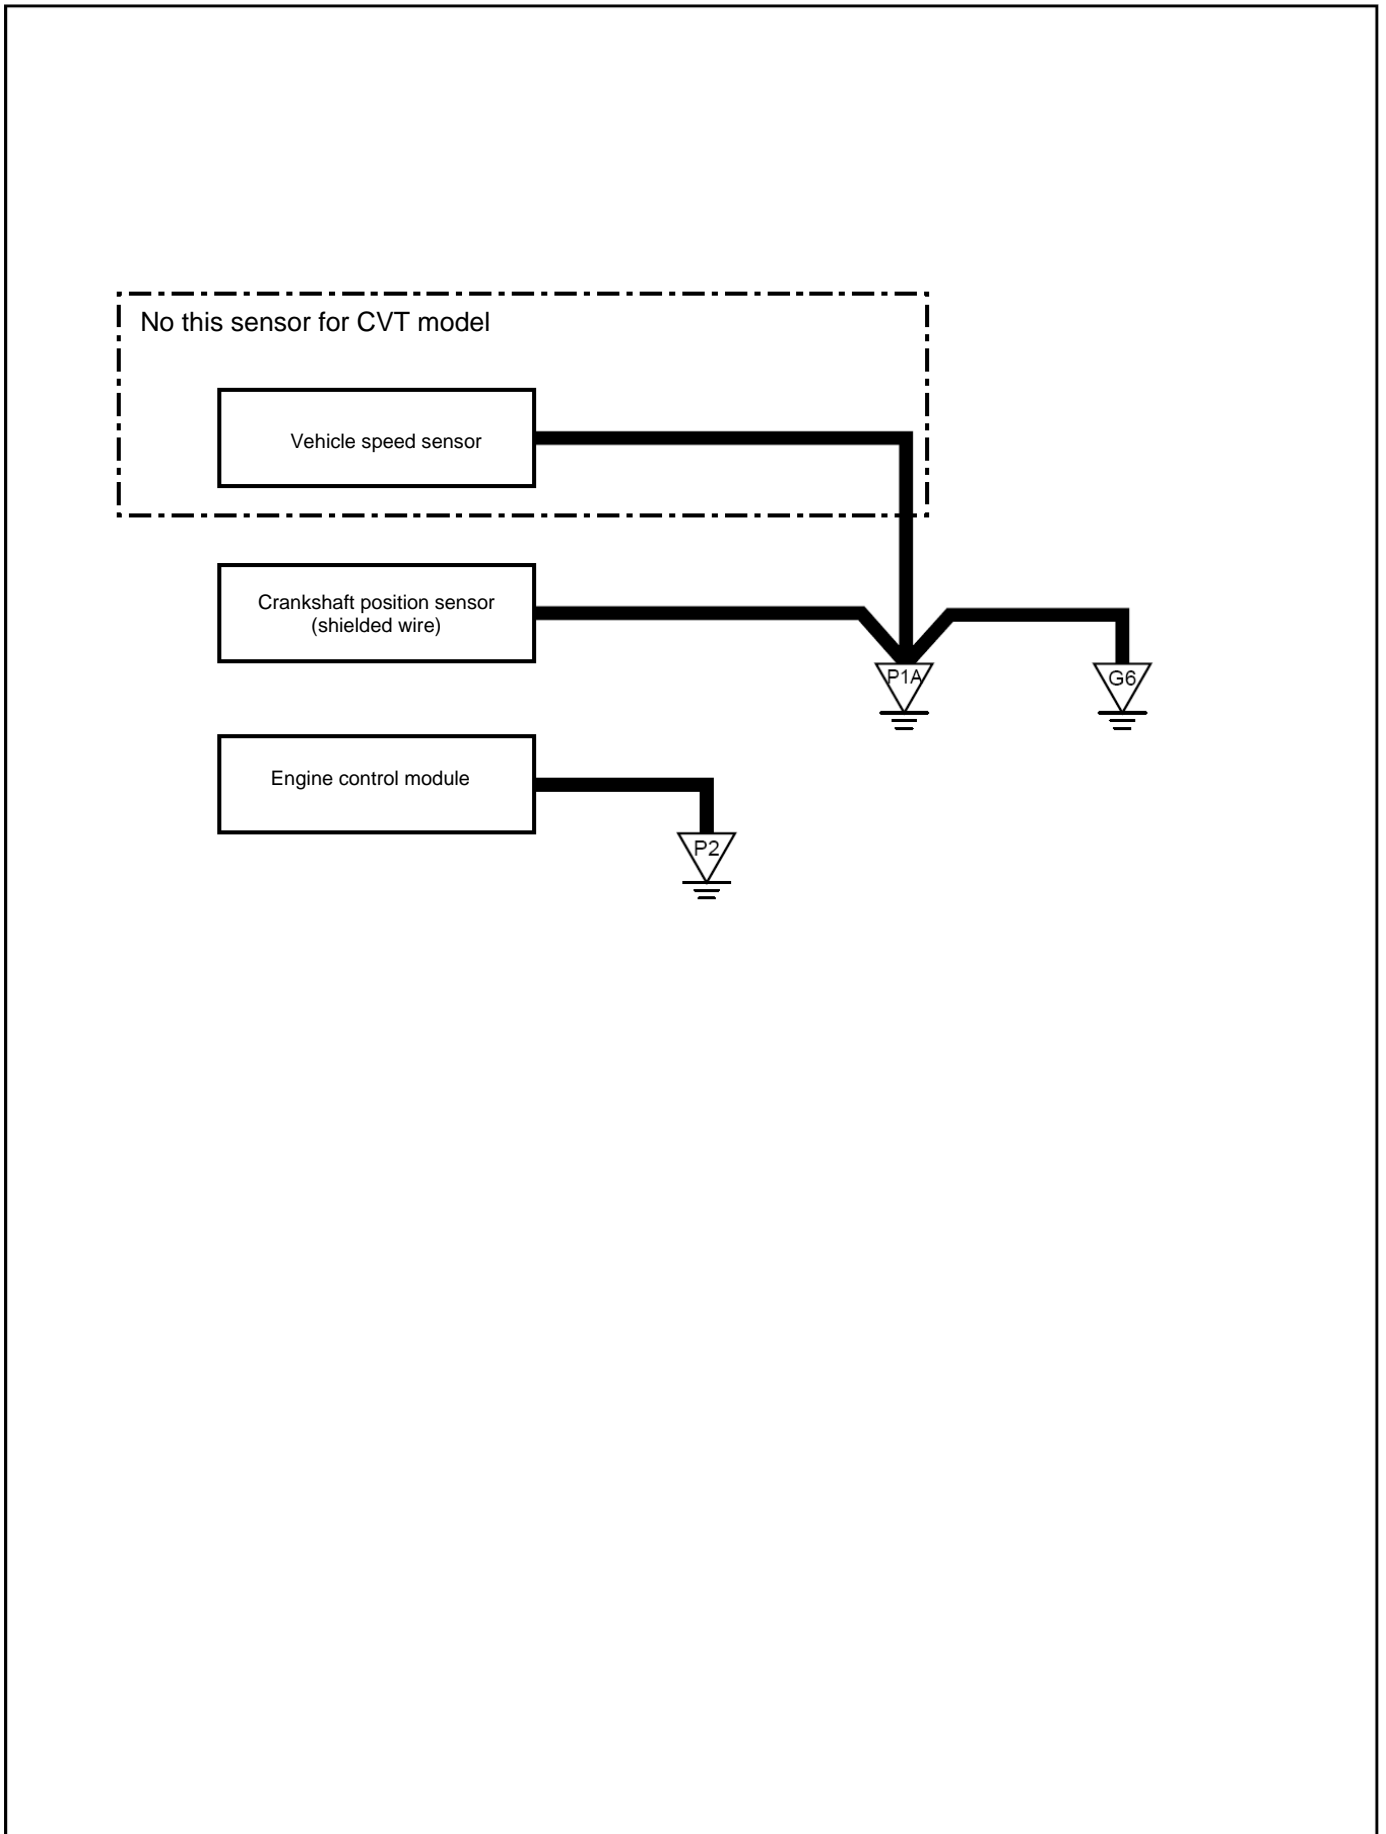 No this sensor for CVT model
Vehicle speed sensor
Crankshaft position sensor
(shielded wire)
P1A
G6
Engine control module
P2